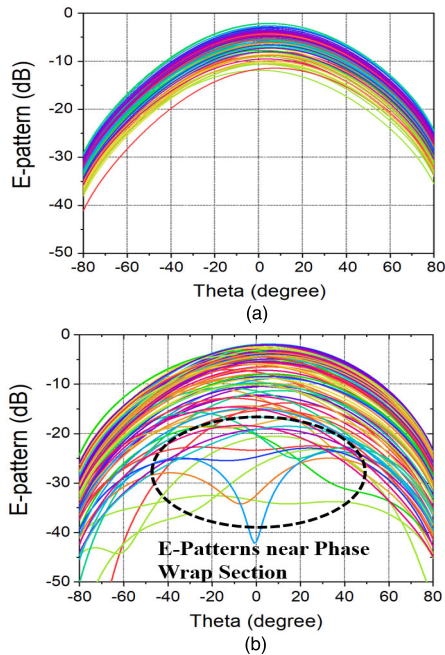 0
-10
-20
-30
-40
-50
E-pattern (dB)
-80 -60 -40 -20 0 20 40 60 80
Theta (degree)
(a)
0
-10
-20
-30
-40
-50
E-pattern (dB)
E-Patterns near Phase
Wrap Section
-80 -60 -40 -20 0 20 40 60 80
Theta (degree)
(b)